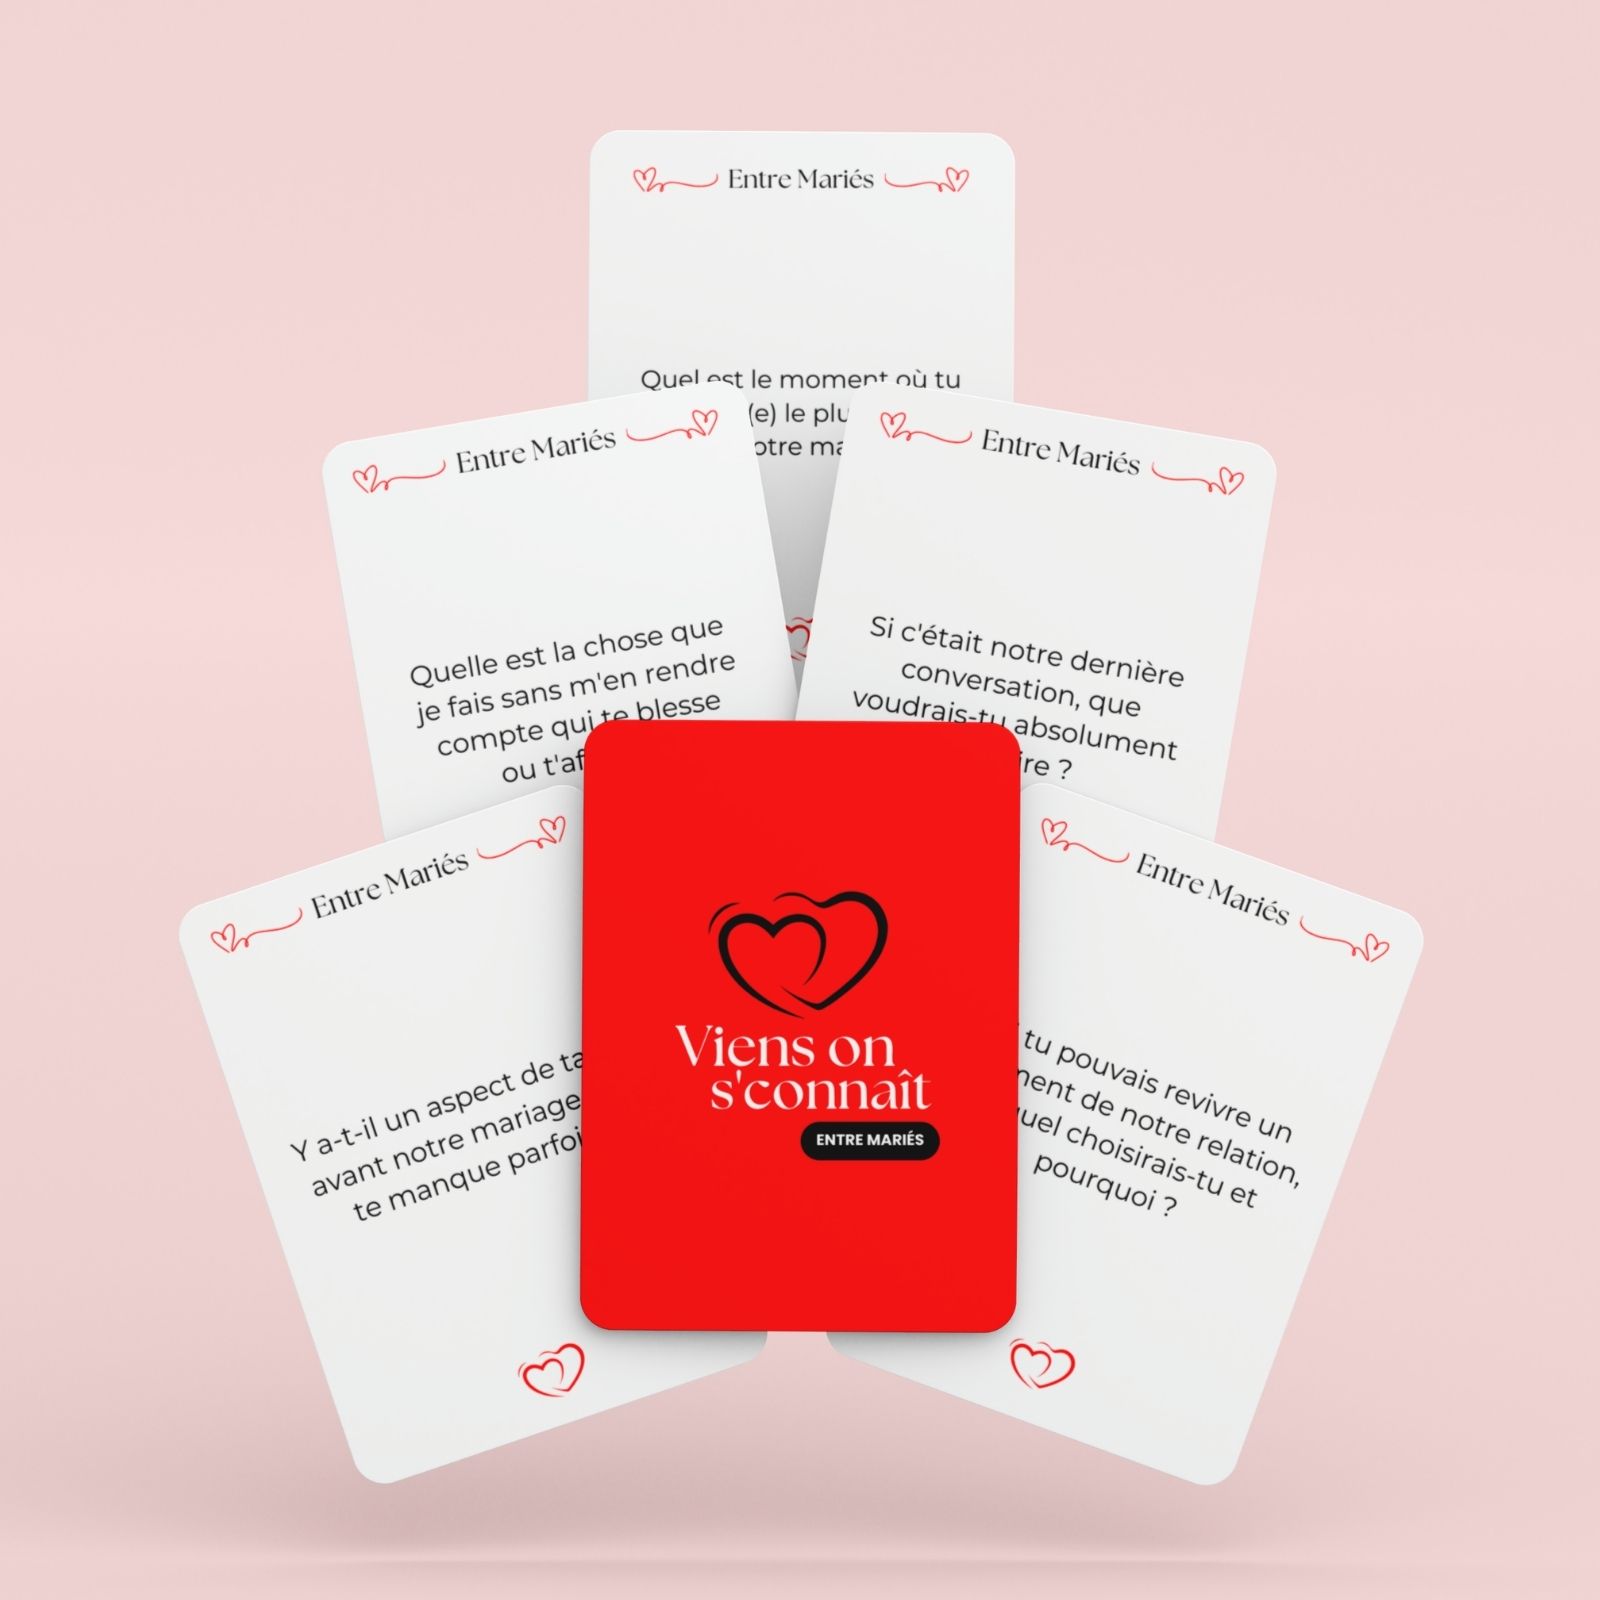 Entre Mariés
Quel est le moment où tu
(e) le
Entre Mariés
Quelle est la chose que
je fais sans m'en rendre
compte qui te blesse
ou
Entre Mariés
Si c'était notre dernière
conversation, que
voudrais-tu absolument
?
Entre Mariés
Y a-t-il un aspect de
avant notre mariage
te manque
Viens on
s'connaît
ENTRE MARIÉS
Entre Mariés
tu pouvais revivre un
de notre relation,
choisirais-tu et
pourquoi ?